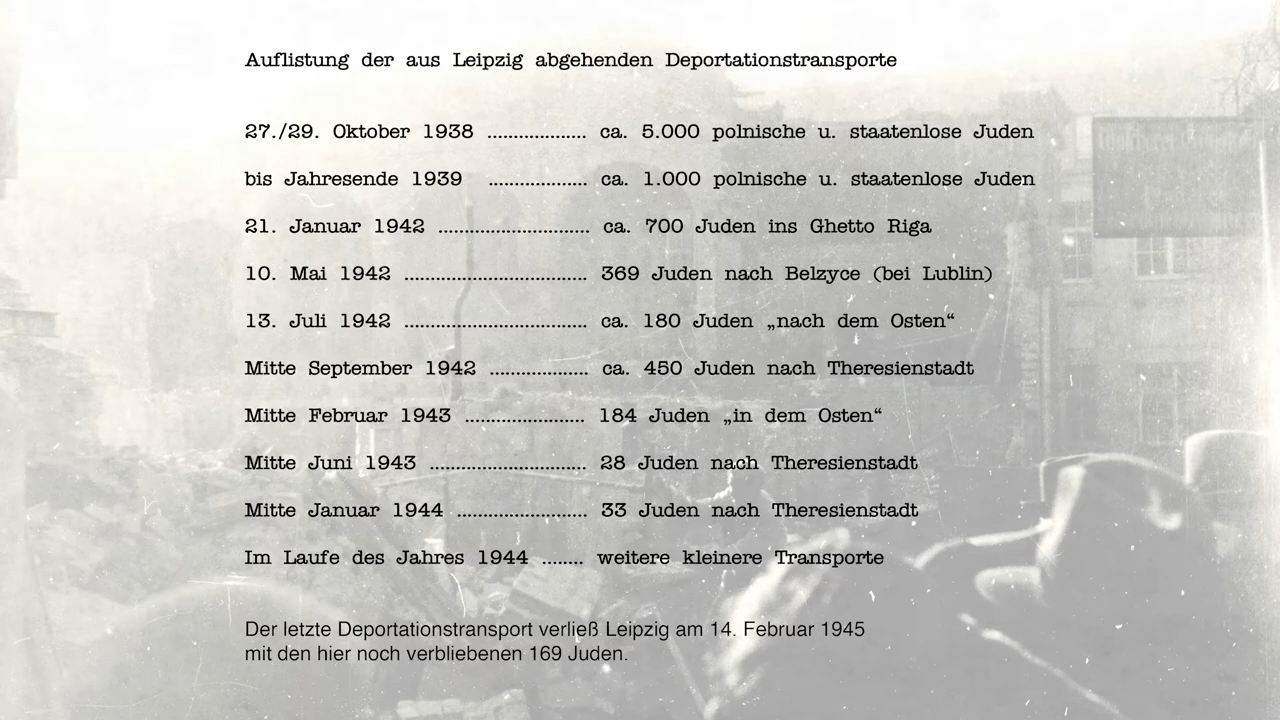 Auflistung der aus Leipzig abgehenden Deportationstransporte
27./29. Oktober 1938 ................... ca. 5.000 polnische u. staatenlose Juden
bis Jahresende 1939 ................... ca. 1.000 polnische u. staatenlose Juden
21. Januar 1942 ............................. ca. 700 Juden ins Ghetto Riga
10. Mai 1942 ................................... 369 Juden nach Belzyce (bei Lublin)
13. Juli 1942 ................................... ca. 180 Juden „nach dem Osten“
Mitte September 1942 ................... ca. 450 Juden nach Theresienstadt
Mitte Februar 1943 ....................... 184 Juden „in dem Osten“
Mitte Juni 1943 .............................. 28 Juden nach Theresienstadt
Mitte Januar 1944 ......................... 33 Juden nach Theresienstadt
Im Laufe des Jahres 1944 ........ weitere kleinere Transporte
Der letzte Deportationstransport verließ Leipzig am 14. Februar 1945
mit den hier noch verbliebenen 169 Juden.